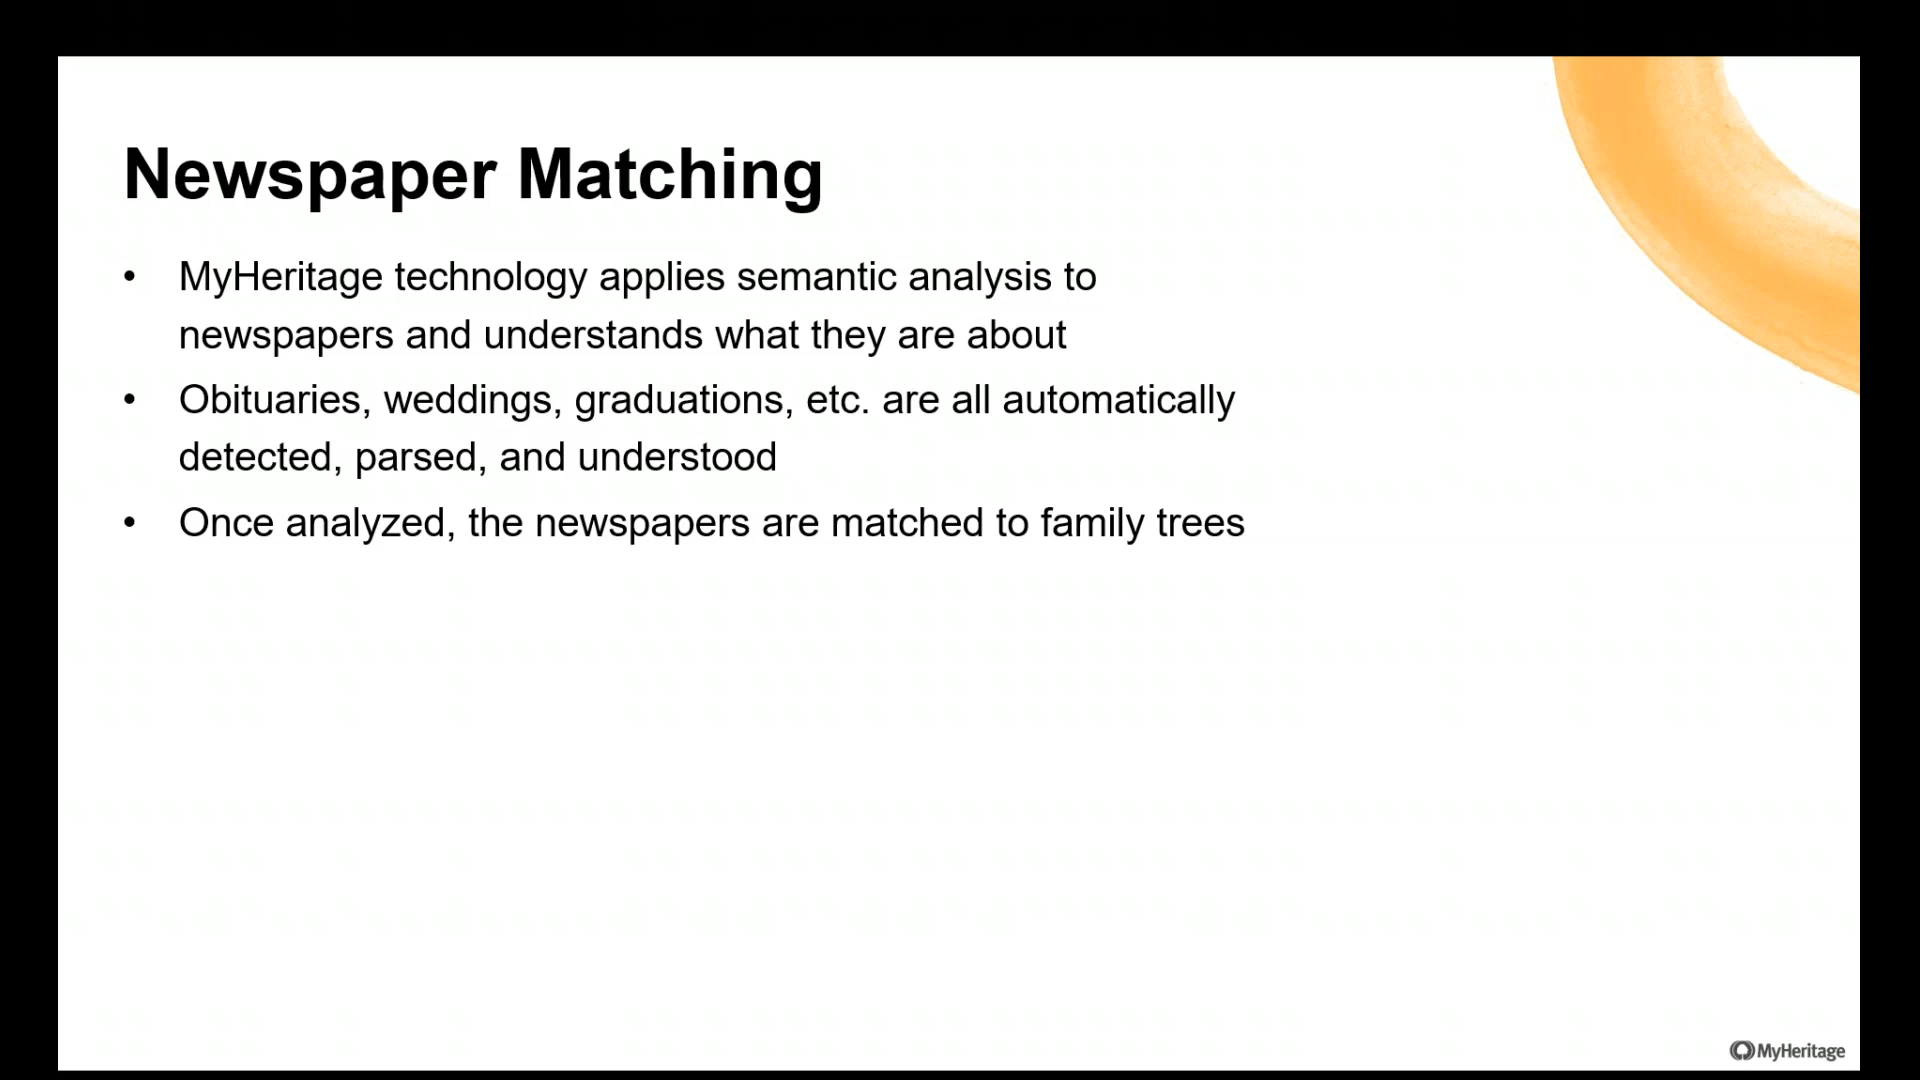 Newspaper Matching
• MyHeritage technology applies semantic analysis to
newspapers and understands what they are about
• Obituaries, weddings, graduations, etc. are all automatically
detected, parsed, and understood
• Once analyzed, the newspapers are matched to family trees
MyHeritage